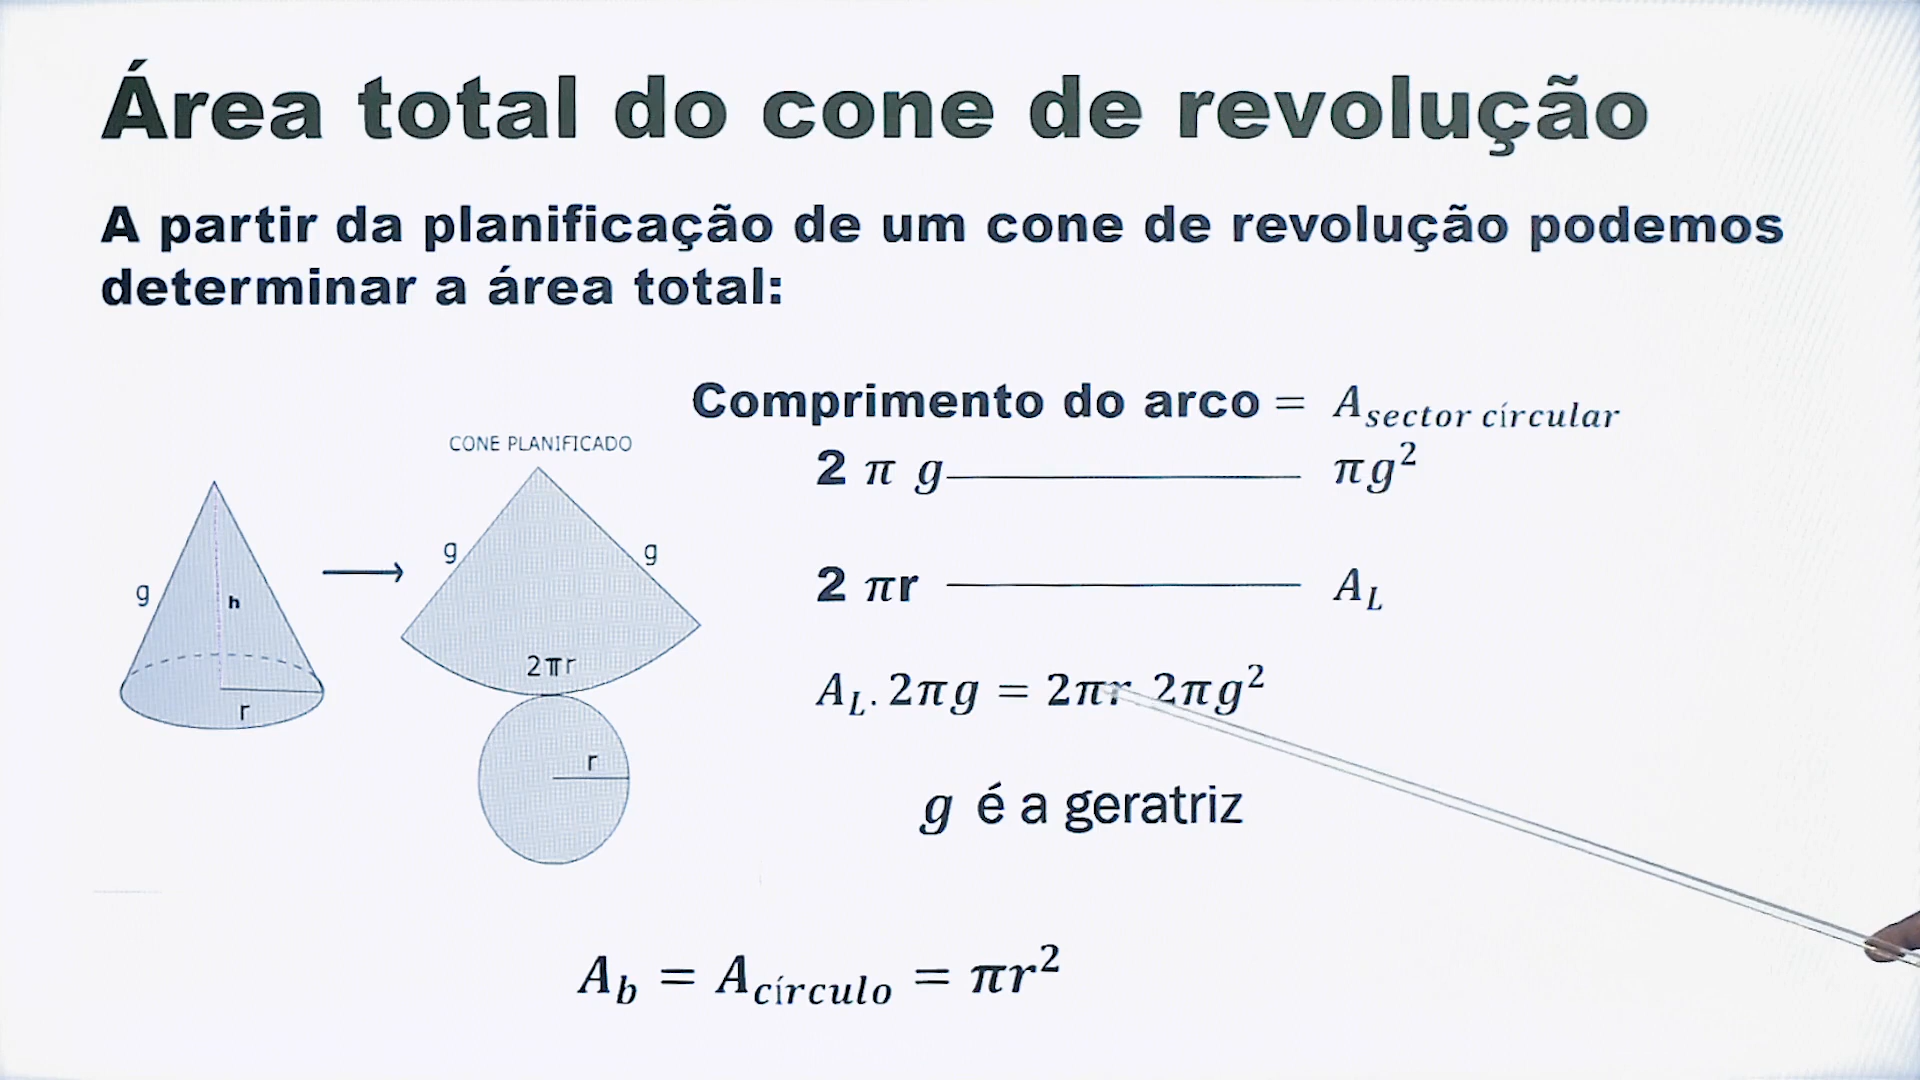 Área total do cone de revolução
A partir da planificação de um cone de revolução podemos
determinar a área total:
Comprimento do arco = A sector círcular
CONE PLANIFICADO
2 π g πg²
g g g h
2 πr A_L
2πr
r
A_L. 2πg = 2πr 2πg²
r
g é a geratriz
A_b = A_círculo = πr²